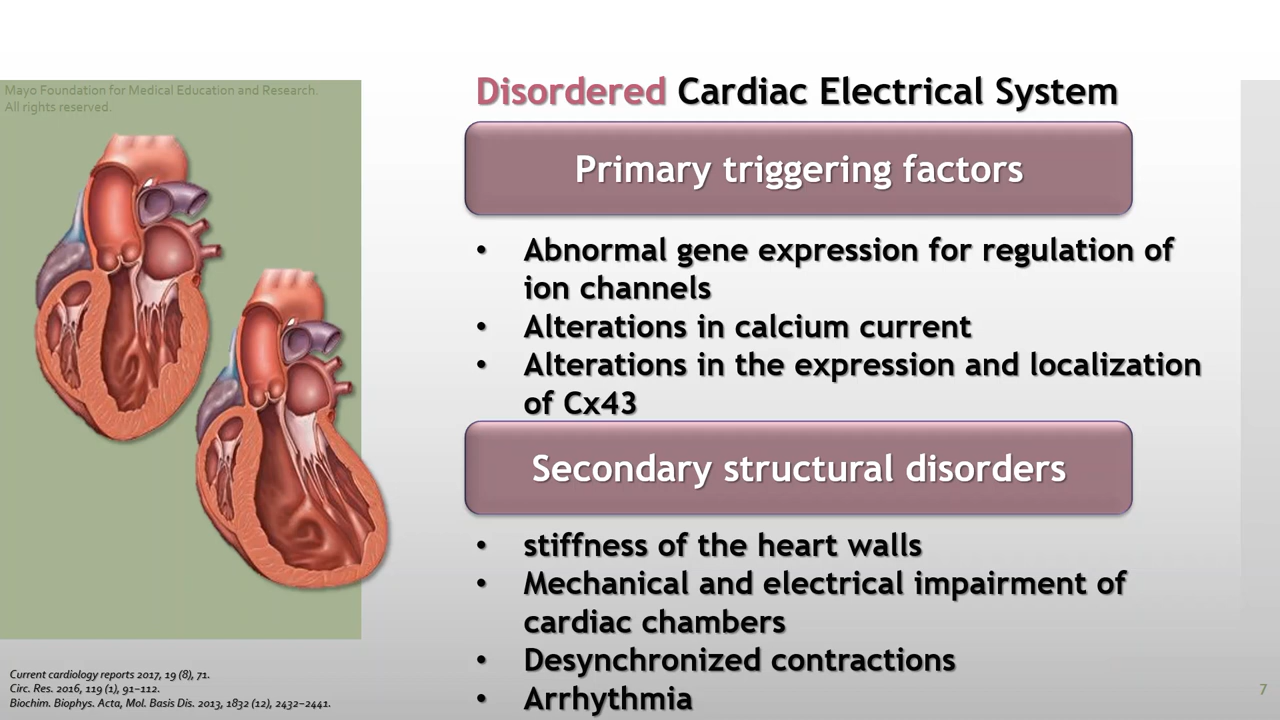 Mayo Foundation for Medical Education and Research.
All rights reserved.
Disordered Cardiac Electrical System
Primary triggering factors
• Abnormal gene expression for regulation of
ion channels
• Alterations in calcium current
• Alterations in the expression and localization
of Cx43
Secondary structural disorders
• stiffness of the heart walls
• Mechanical and electrical impairment of
cardiac chambers
• Desynchronized contractions
• Arrhythmia
Current cardiology reports 2017, 19 (8), 71.
Circ. Res. 2016, 119 (1), 91−112.
Biochim. Biophys. Acta, Mol. Basis Dis. 2013, 1832 (12), 2432−2441.
7